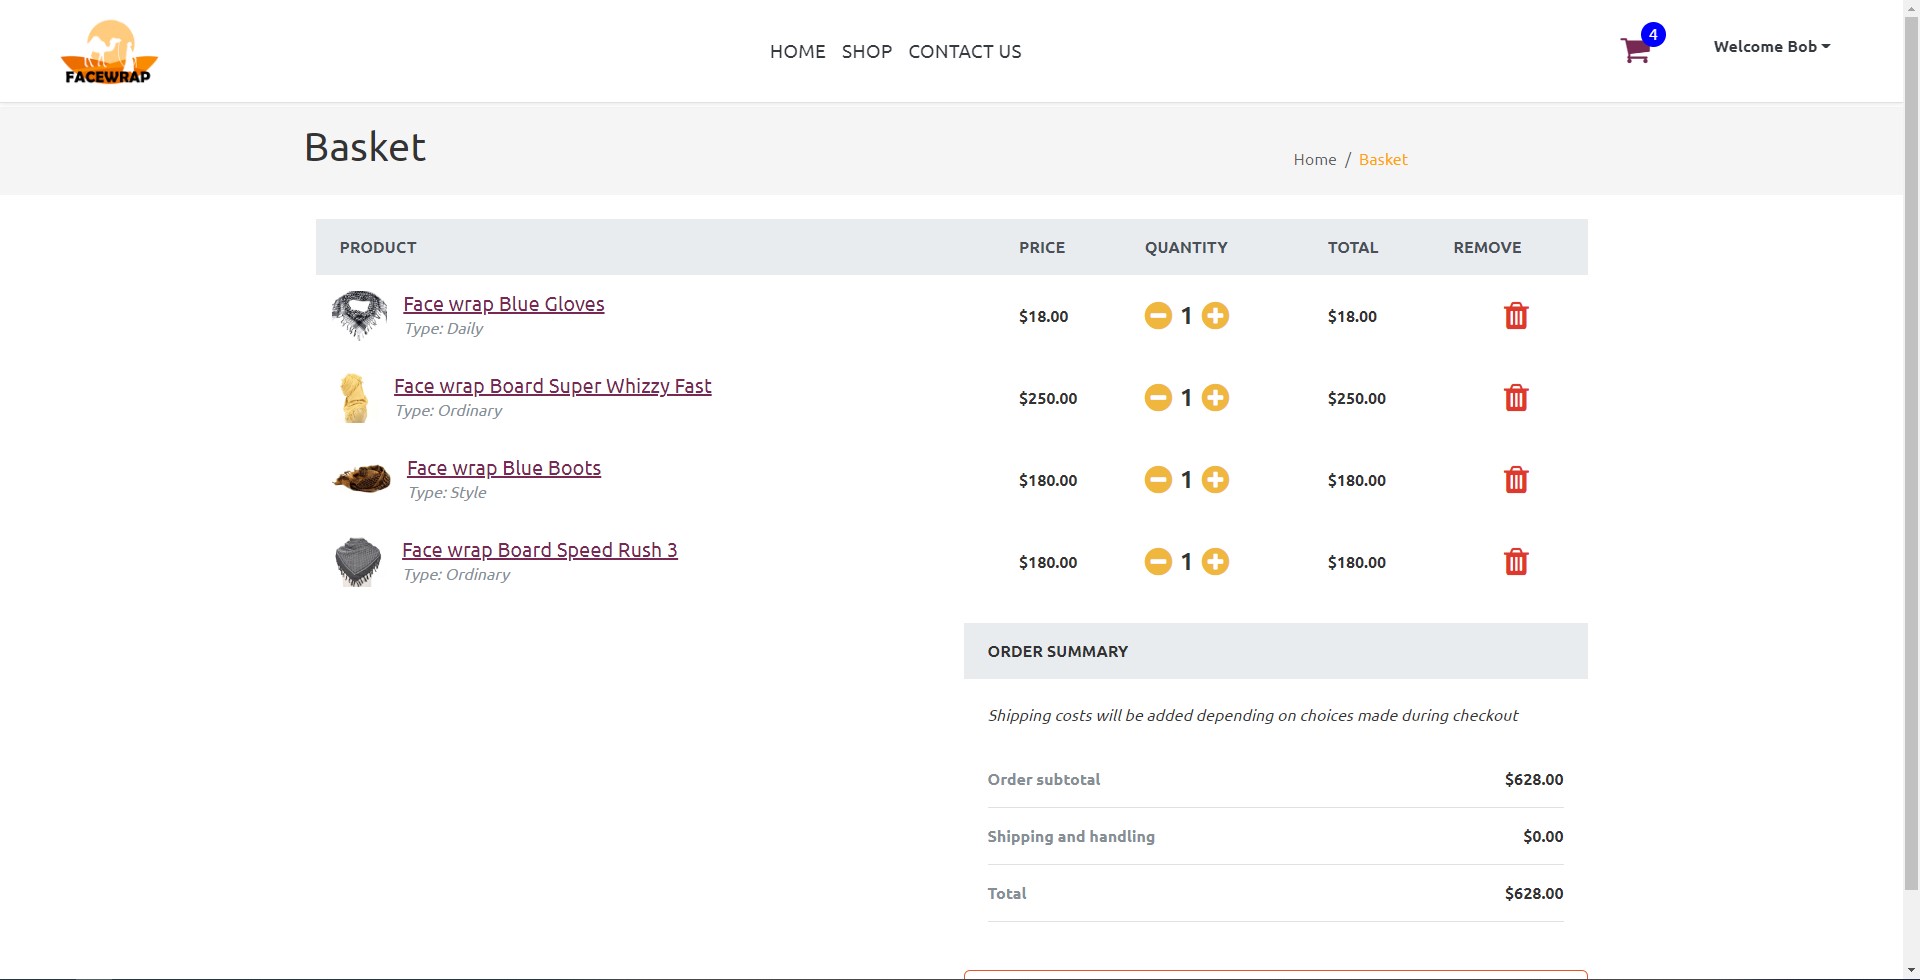 FACEWRAP
HOME SHOP CONTACT US
4
Welcome Bob
Basket
Home / Basket
PRODUCT PRICE QUANTITY TOTAL REMOVE
Face wrap Blue Gloves
Type: Daily
$18.00 1 $18.00
Face wrap Board Super Whizzy Fast
Type: Ordinary
$250.00 1 $250.00
Face wrap Blue Boots
Type: Style
$180.00 1 $180.00
Face wrap Board Speed Rush 3
Type: Ordinary
$180.00 1 $180.00
ORDER SUMMARY
Shipping costs will be added depending on choices made during checkout
Order subtotal $628.00
Shipping and handling $0.00
Total $628.00